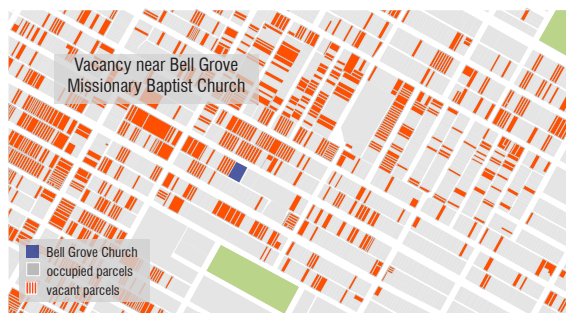 Vacancy near Bell Grove
Missionary Baptist Church
Bell Grove Church
occupied parcels
vacant parcels